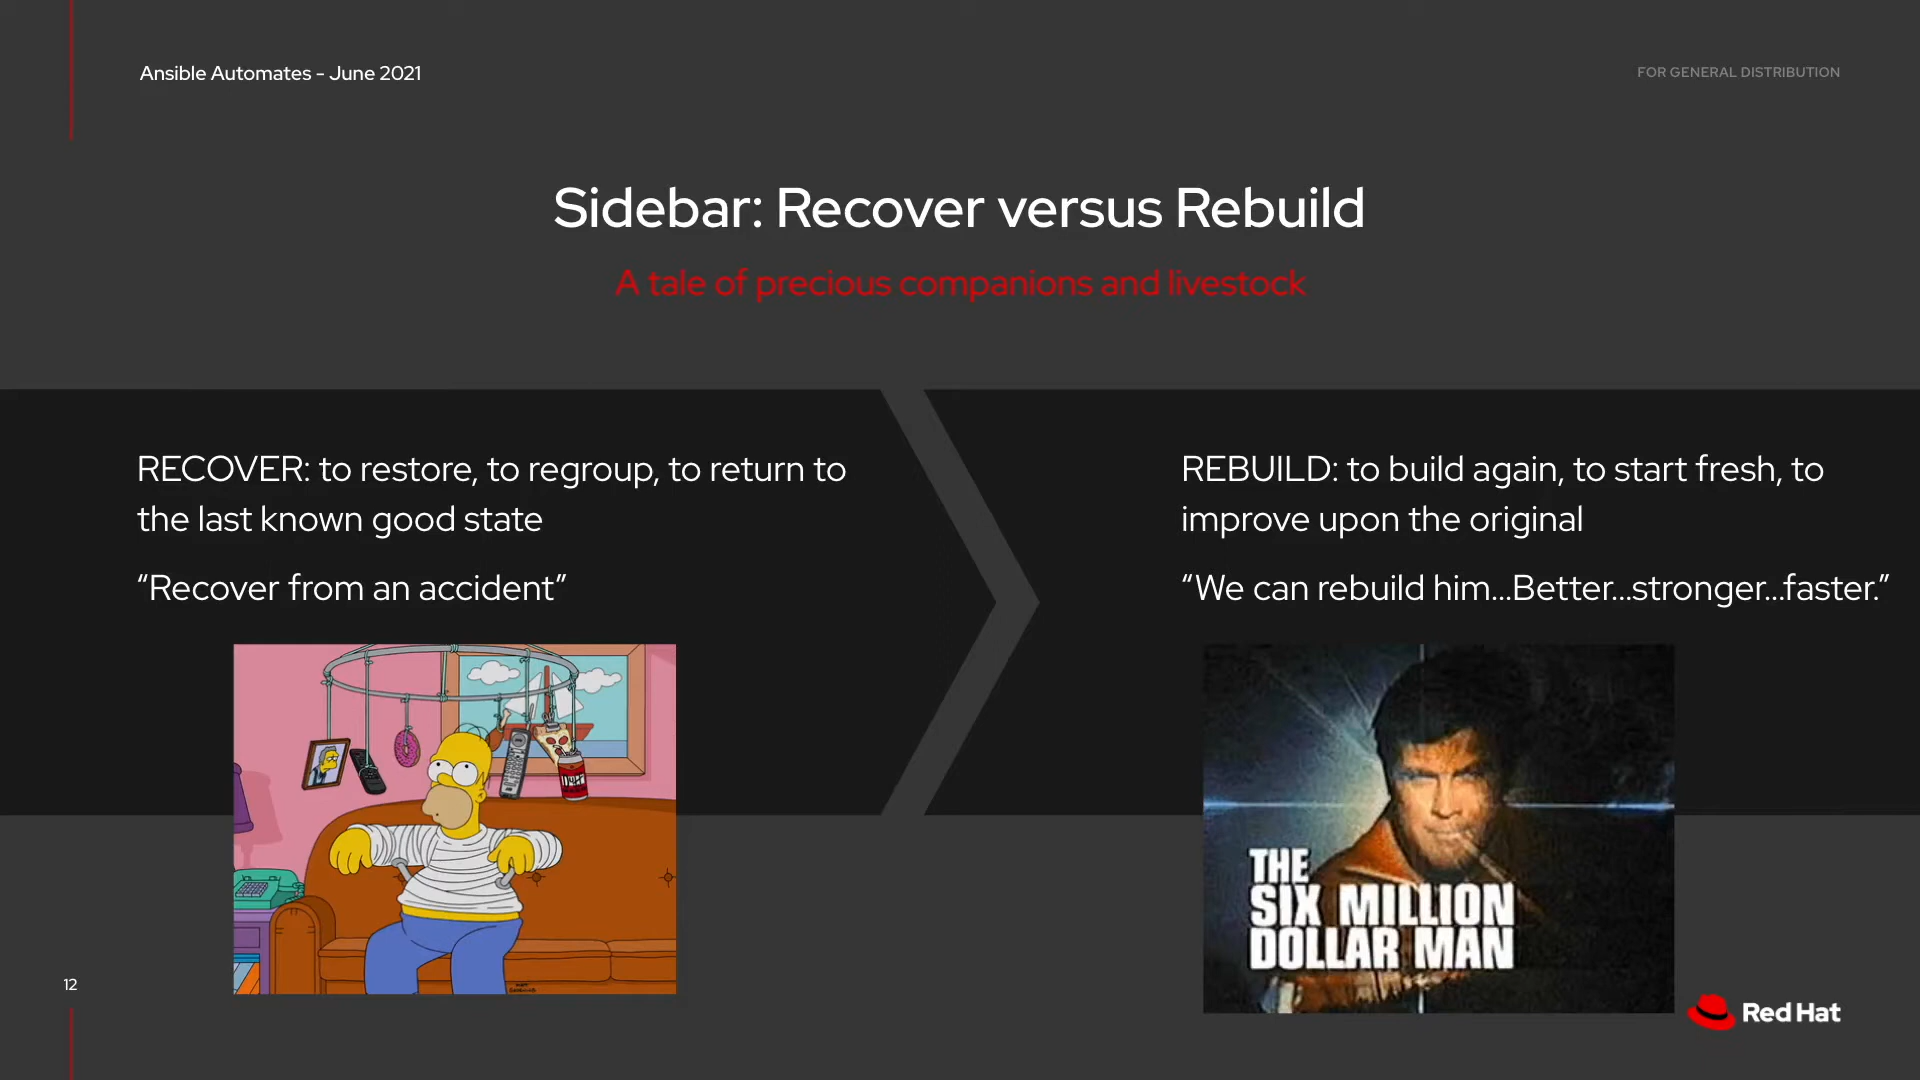 Ansible Automates - June 2021
FOR GENERAL DISTRIBUTION
Sidebar: Recover versus Rebuild
A tale of precious companions and livestock
RECOVER: to restore, to regroup, to return to
the last known good state
“Recover from an accident”
REBUILD: to build again, to start fresh, to
improve upon the original
“We can rebuild him...Better...stronger...faster.”
DUFF
THE
SIX MILLION
DOLLAR MAN
12
Red Hat